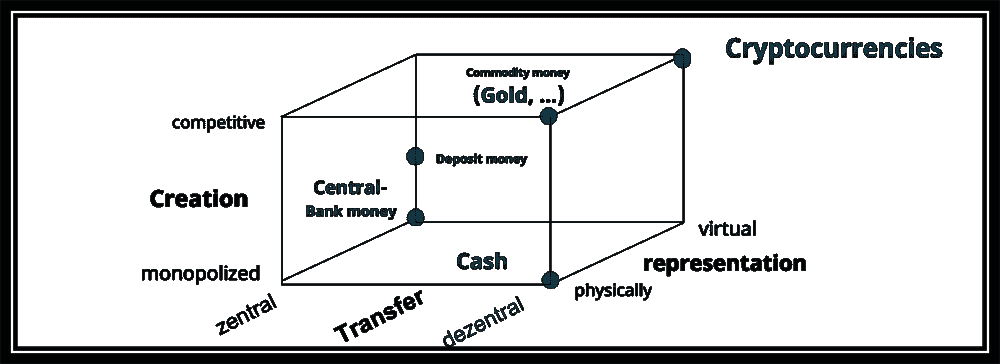 Cryptocurrencies
Commodity money
(Gold, ...)
competitive
Deposit money
Creation
Central-
Bank money
virtual
Cash
representation
monopolized
physically
zentral
Transfer
dezentral